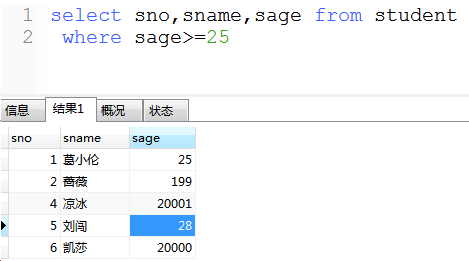 1 select sno,sname,sage from student
2 where sage>=25
信息 结果1 概况 状态
sno sname sage
1 葛小伦 25
2 蔷薇 199
4 凉冰 20001
5 刘闯 28
6 凯莎 20000